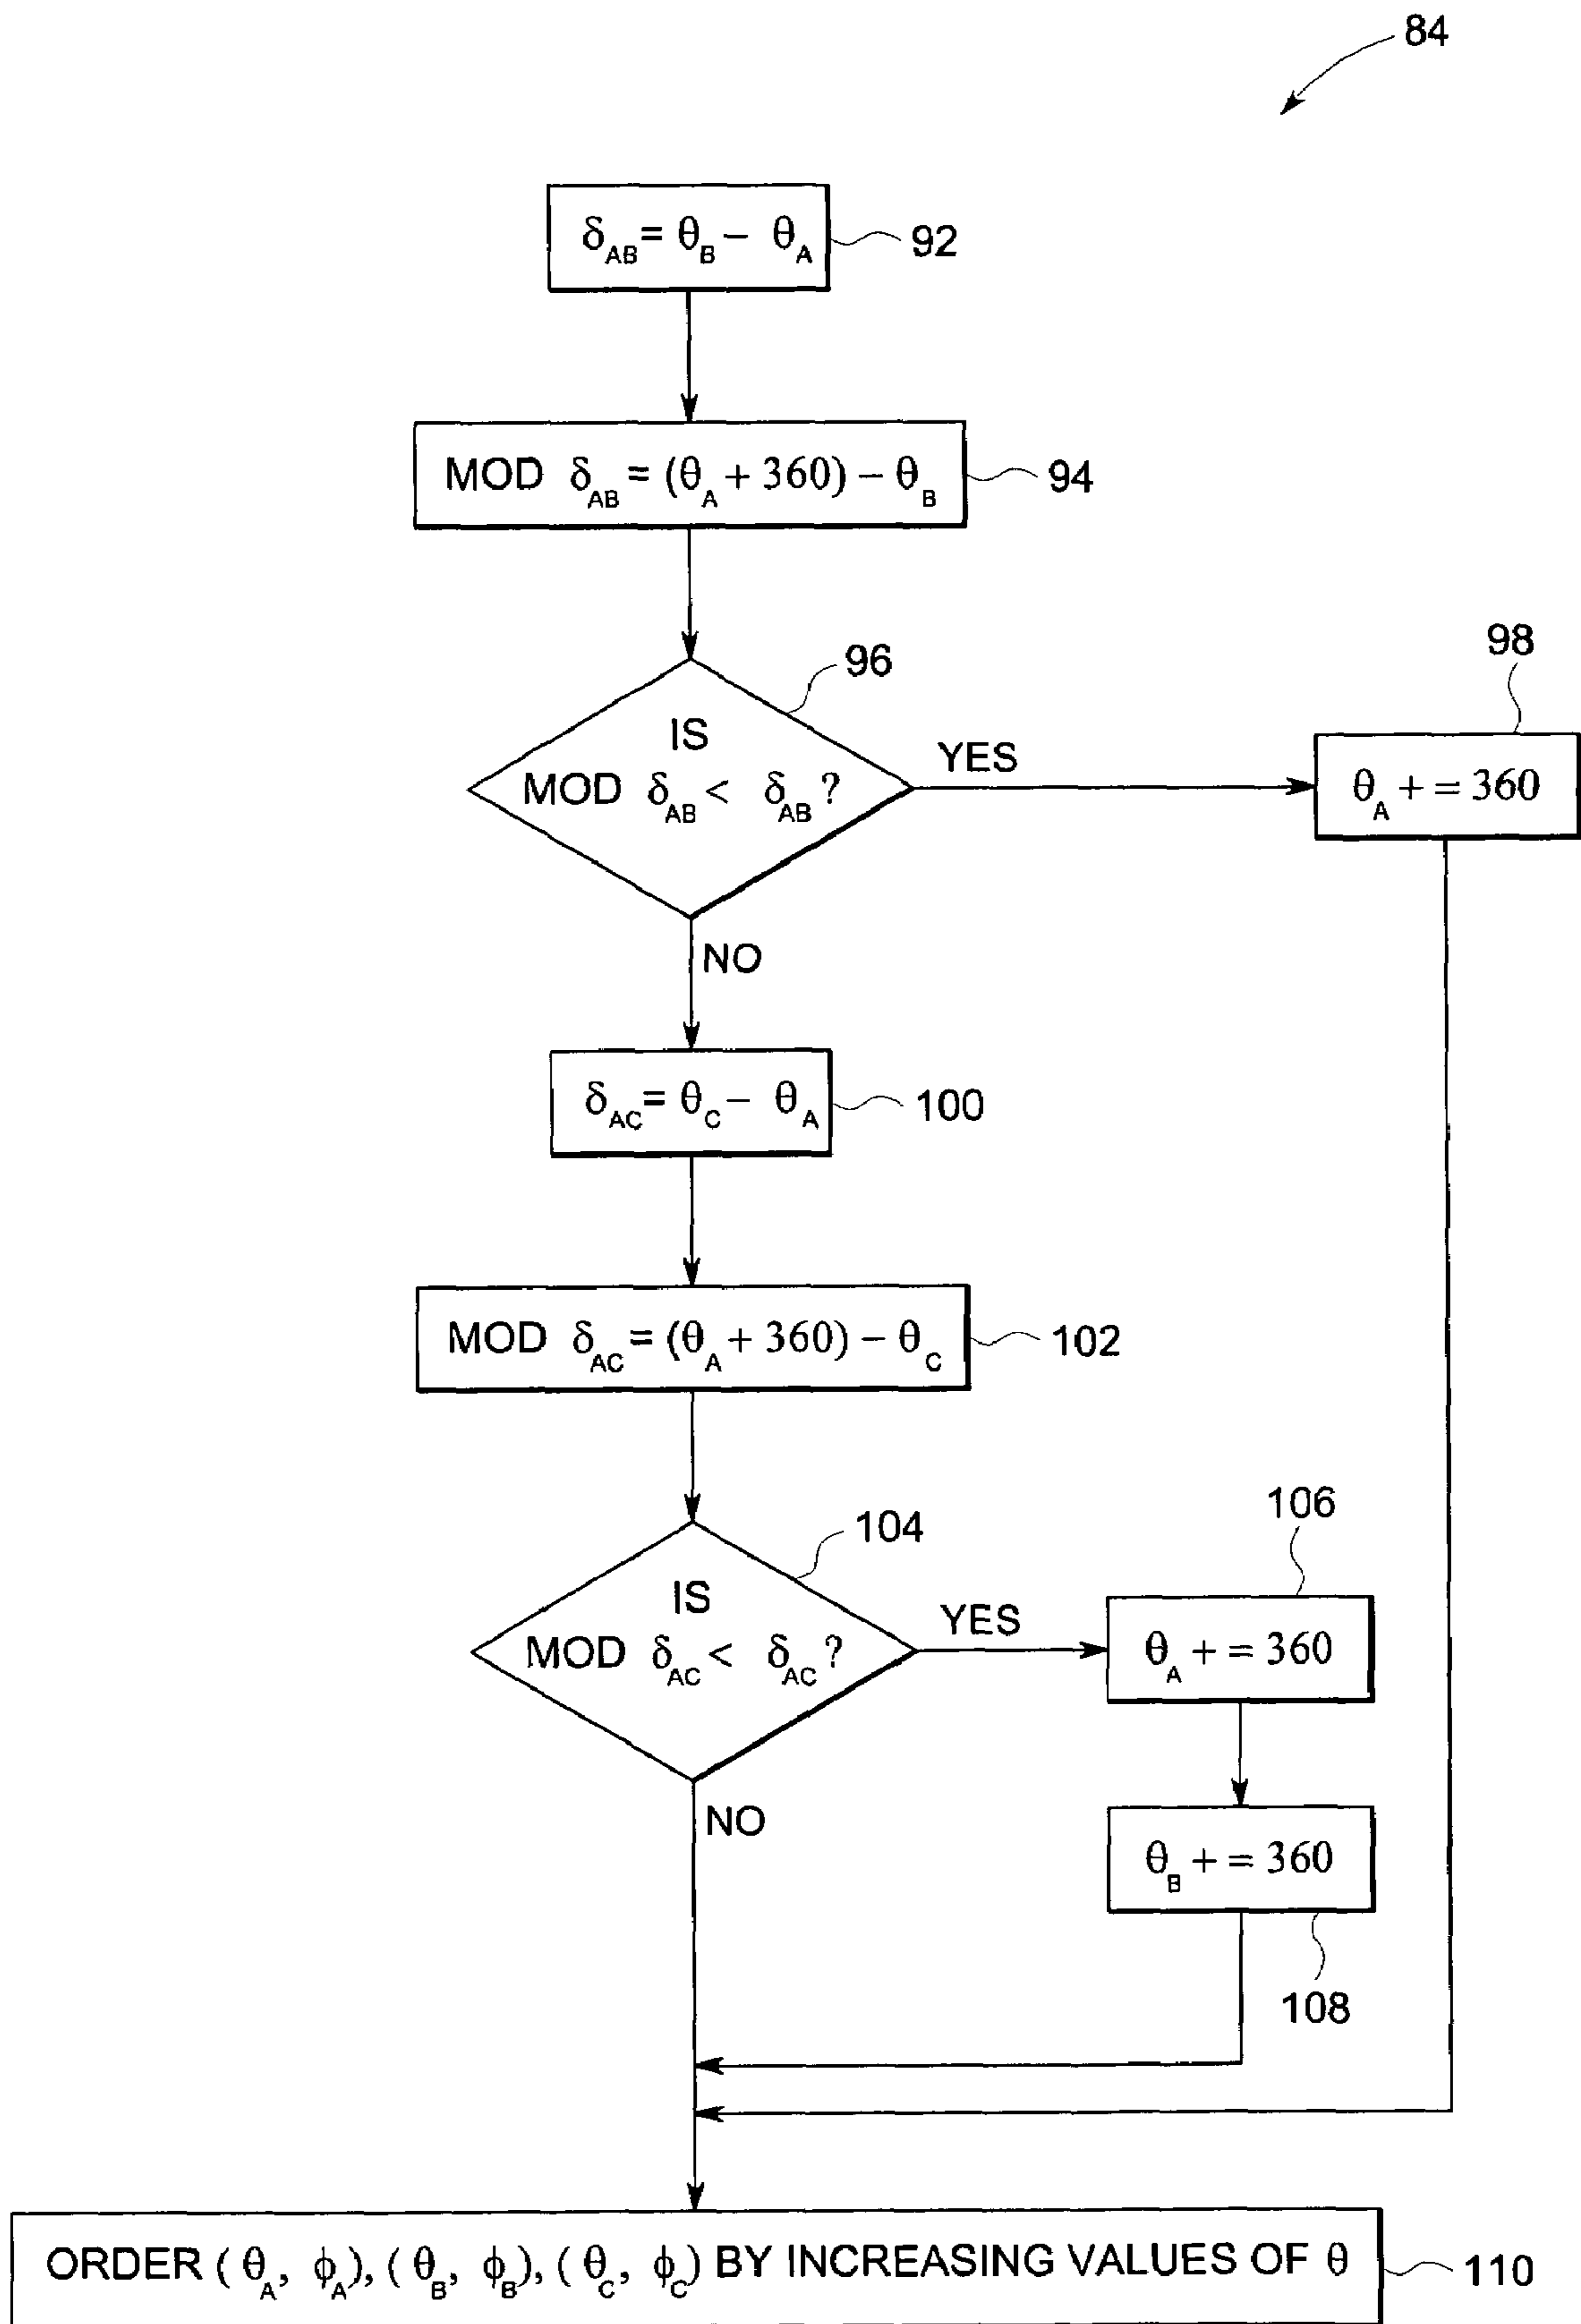 84
δAB = θB − θA
92
MOD δAB = (θA + 360) − θB
94
96
IS
MOD δAB < δAB ?
YES
98
θA + = 360
NO
δAC = θC − θA
100
MOD δAC = (θA + 360) − θC
102
104
IS
MOD δAC < δAC ?
YES
106
θA + = 360
NO
θB + = 360
108
ORDER ( θA, ϕA), ( θB, ϕB), ( θC, ϕC) BY INCREASING VALUES OF θ
110